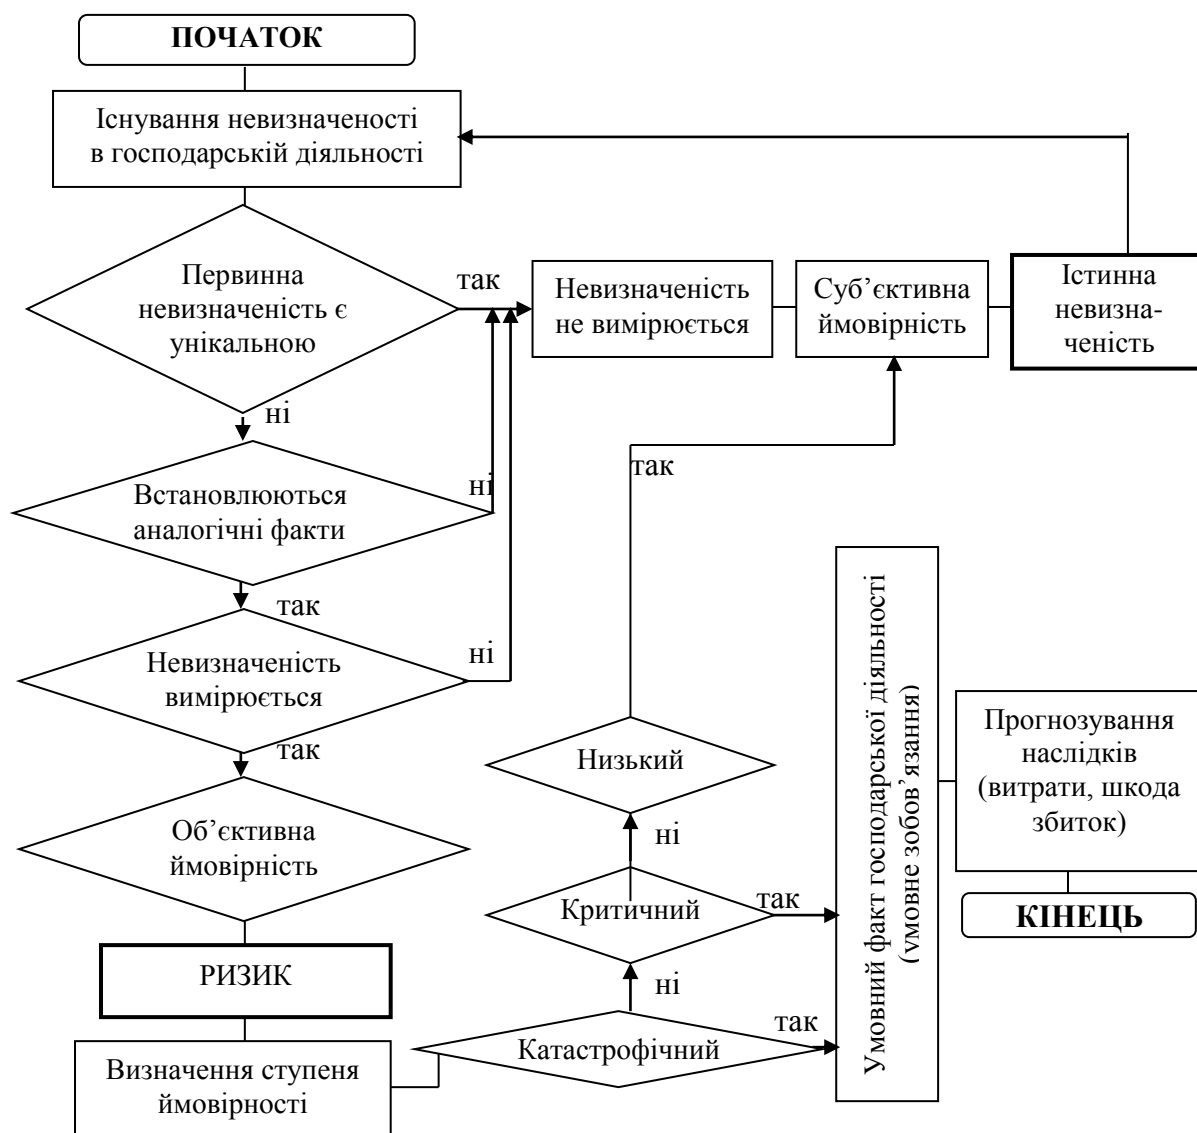 ПОЧАТОК
Існування невизначеності
в господарській діяльності
Первинна
невизначеність є
унікальною
так
Невизначеність
не вимірюється
Суб’єктивна
ймовірність
Істинна
невизна-
ченість
ні
Встановлюються
аналогічні факти
ні
так
так
Невизначеність
вимірюється
ні
так
Об’єктивна
ймовірність
РИЗИК
Визначення ступеня
ймовірності
Низький
ні
Критичний
так
ні
Катастрофічний
так
Умовний факт господарської діяльності
(умовне зобов’язання)
Прогнозування
наслідків
(витрати, шкода
збиток)
КІНЕЦЬ